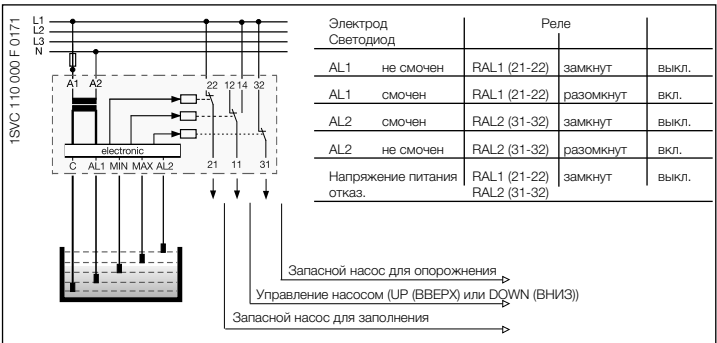 1SVC 110 000 F 0171
L1
L2
L3
N
A1 A2
22 12 14 32
electronic
21 11 31
C AL1 MIN MAX AL2
Запасной насос для опорожнения
Управление насосом (UP (ВВЕРХ) или DOWN (ВНИЗ))
Запасной насос для заполнения
Электрод Реле
Светодиод
AL1 не смочен RAL1 (21-22) замкнут выкл.
AL1 смочен RAL1 (21-22) разомкнут вкл.
AL2 смочен RAL2 (31-32) замкнут выкл.
AL2 не смочен RAL2 (31-32) разомкнут вкл.
Напряжение питания RAL1 (21-22) замкнут выкл.
отказ. RAL2 (31-32)